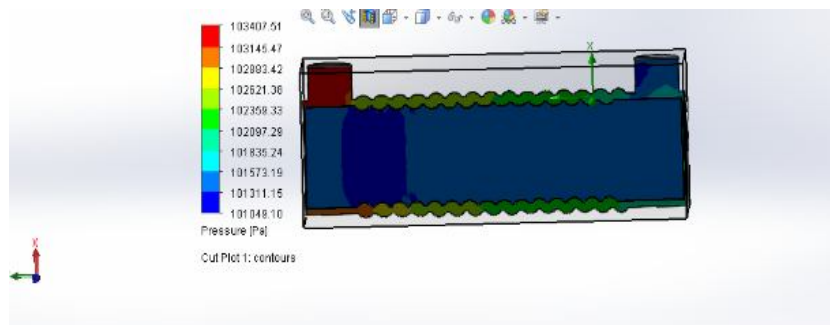 103407.51
103145.47
102883.42
102621.38
102359.33
102097.29
101835.24
101573.19
101311.15
101049.10
Pressure [Pa]
Cut Plot 1: contours
X
X